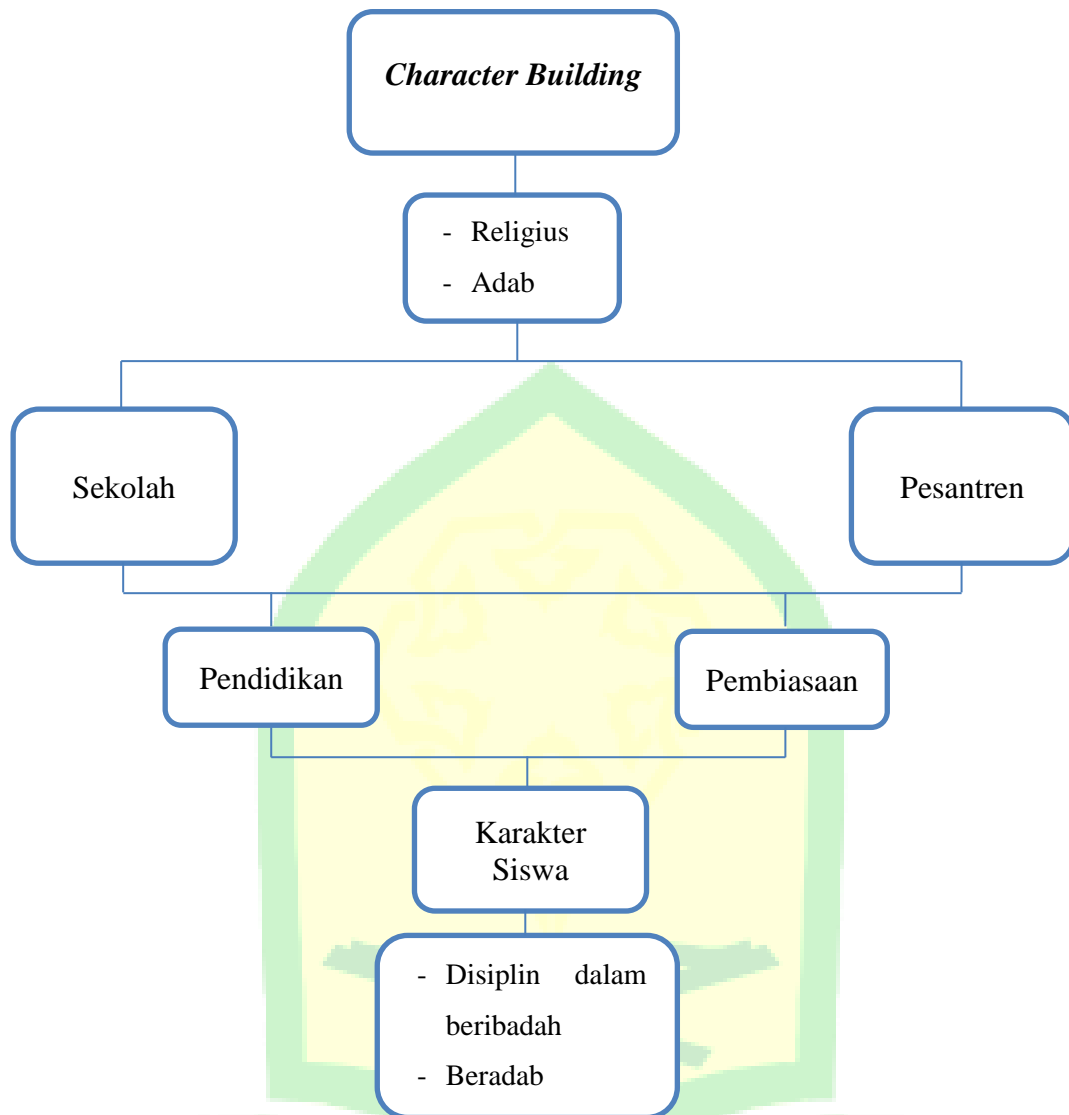 Character Building
- Religius
- Adab
Sekolah
Pesantren
Pendidikan
Pembiasaan
Karakter
Siswa
- Disiplin dalam
beribadah
- Beradab